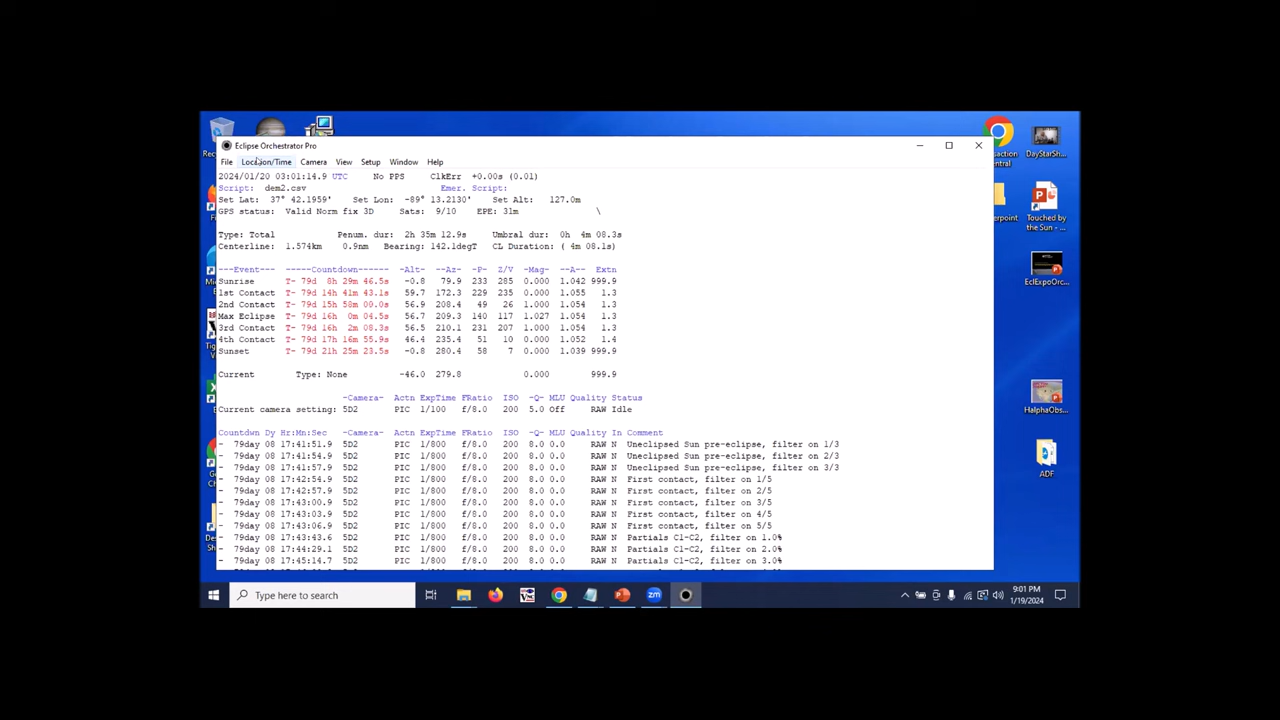 Eclipse Orchestrator Pro
File Location/Time Camera View Setup Window Help
2024/01/20 03:01:14.9 UTC No PPS ClkErr +0.00s (0.01)
Script: dem2.csv Emer. Script:
Set Lat: 37° 42.1959' Set Lon: -89° 13.2130' Set Alt: 127.0m
GPS status: Valid Norm fix 3D Sats: 9/10 EPE: 31m \
Type: Total Penum. dur: 2h 35m 12.9s Umbral dur: 0h 4m 08.3s
Centerline: 1.574km 0.9nm Bearing: 142.1degT CL Duration: ( 4m 08.1s)
---Event--- -----Countdown------ -Alt- --Az- -P- Z/V -Mag- --A-- Extn
Sunrise T- 79d 8h 29m 46.5s -0.8 79.9 233 285 0.000 1.042 999.9
1st Contact T- 79d 14h 41m 43.1s 59.7 172.3 229 235 0.000 1.055 1.3
2nd Contact T- 79d 15h 58m 00.0s 56.9 208.4 49 26 1.000 1.054 1.3
Max Eclipse T- 79d 16h 0m 04.5s 56.7 209.3 140 117 1.027 1.054 1.3
3rd Contact T- 79d 16h 2m 08.3s 56.5 210.1 231 207 1.000 1.054 1.3
4th Contact T- 79d 17h 16m 55.9s 46.4 235.4 51 10 0.000 1.052 1.4
Sunset T- 79d 21h 25m 23.5s -0.8 280.4 58 7 0.000 1.039 999.9
Current Type: None -46.0 279.8 0.000 999.9
-Camera- Actn ExpTime FRatio ISO -Q- MLU Quality Status
Current camera setting: 5D2 PIC 1/100 f/8.0 200 5.0 Off RAW Idle
Countdown Dy Hr:Mn:Sec -Camera- Actn ExpTime FRatio ISO -Q- MLU Quality In Comment
- 79day 08 17:41:51.9 5D2 PIC 1/800 f/8.0 200 8.0 0.0 RAW N Uneclipsed Sun pre-eclipse, filter on 1/3
- 79day 08 17:41:54.9 5D2 PIC 1/800 f/8.0 200 8.0 0.0 RAW N Uneclipsed Sun pre-eclipse, filter on 2/3
- 79day 08 17:41:57.9 5D2 PIC 1/800 f/8.0 200 8.0 0.0 RAW N Uneclipsed Sun pre-eclipse, filter on 3/3
- 79day 08 17:42:54.9 5D2 PIC 1/800 f/8.0 200 8.0 0.0 RAW N First contact, filter on 1/5
- 79day 08 17:42:57.9 5D2 PIC 1/800 f/8.0 200 8.0 0.0 RAW N First contact, filter on 2/5
- 79day 08 17:43:00.9 5D2 PIC 1/800 f/8.0 200 8.0 0.0 RAW N First contact, filter on 3/5
- 79day 08 17:43:03.9 5D2 PIC 1/800 f/8.0 200 8.0 0.0 RAW N First contact, filter on 4/5
- 79day 08 17:43:06.9 5D2 PIC 1/800 f/8.0 200 8.0 0.0 RAW N First contact, filter on 5/5
- 79day 08 17:43:43.6 5D2 PIC 1/800 f/8.0 200 8.0 0.0 RAW N Partials C1-C2, filter on 1.0%
- 79day 08 17:44:29.1 5D2 PIC 1/800 f/8.0 200 8.0 0.0 RAW N Partials C1-C2, filter on 2.0%
- 79day 08 17:45:14.7 5D2 PIC 1/800 f/8.0 200 8.0 0.0 RAW N Partials C1-C2, filter on 3.0%
DayStarSh...
Touched by
the Sun - ...
EclExpoOrc...
HalphaObs...
ADF
Type here to search
zm
9:01 PM
1/19/2024